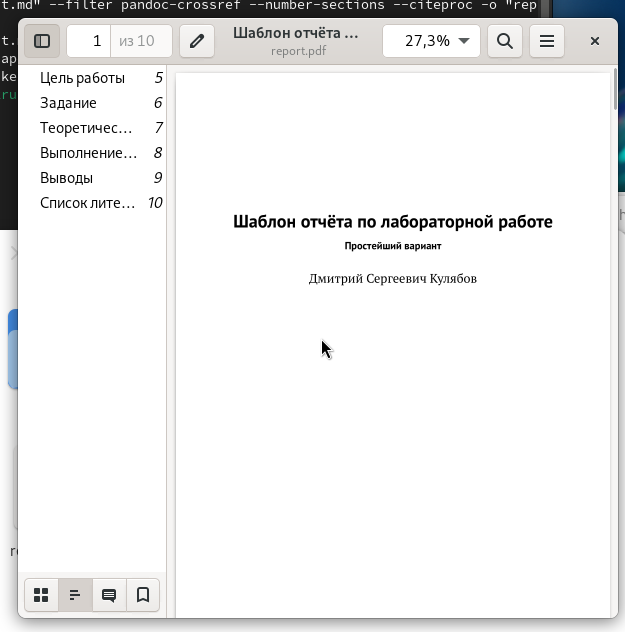 t.md" --filter pandoc-crossref --number-sections --citeproc -o "rep
1 из 10
Шаблон отчёта ...
report.pdf
27,3%
Цель работы 5
Задание 6
Теоретичес... 7
Выполнение... 8
Выводы 9
Список лите... 10
Шаблон отчёта по лабораторной работе
Простейший вариант
Дмитрий Сергеевич Кулябов